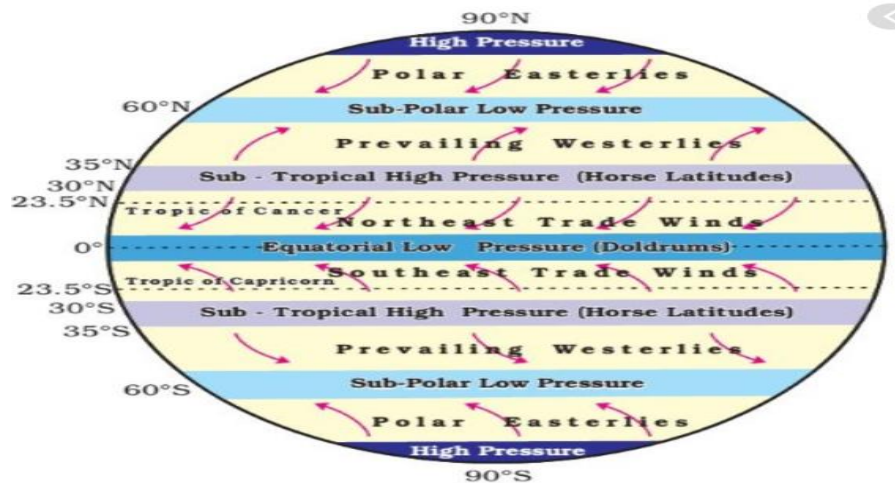 90°N
High Pressure
Polar Easterlies
60°N
Sub-Polar Low Pressure
Prevailing Westerlies
35°N
Sub - Tropical High Pressure (Horse Latitudes)
30°N
23.5°N
Tropic of Cancer
Northeast Trade Winds
0°
Equatorial Low Pressure (Doldrums)
Southeast Trade Winds
Tropic of Capricorn
23.5°S
30°S
Sub - Tropical High Pressure (Horse Latitudes)
35°S
Prevailing Westerlies
60°S
Sub-Polar Low Pressure
Polar Easterlies
High Pressure
90°S